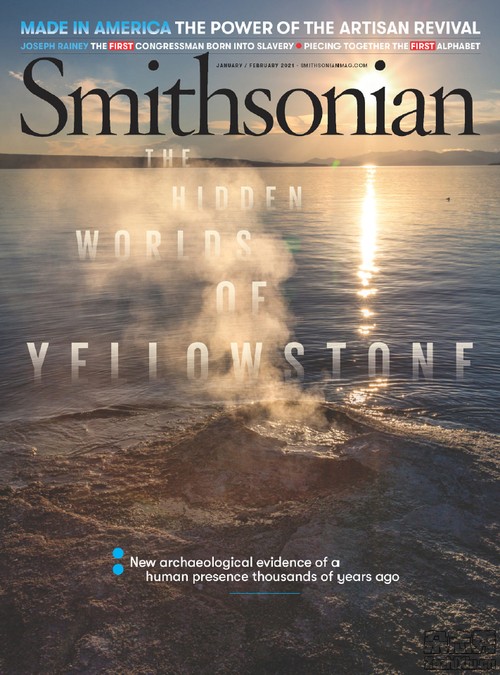 MADE IN AMERICA THE POWER OF THE ARTISAN REVIVAL
JOSEPH RAINEY THE FIRST CONGRESSMAN BORN INTO SLAVERY • PIECING TOGETHER THE FIRST ALPHABET
JANUARY / FEBRUARY 2021 · SMITHSONIANMAG.COM
Smithsonian
THE
HIDDEN
WORLDS
OF
YELLOWSTONE
New archaeological evidence of a
human presence thousands of years ago